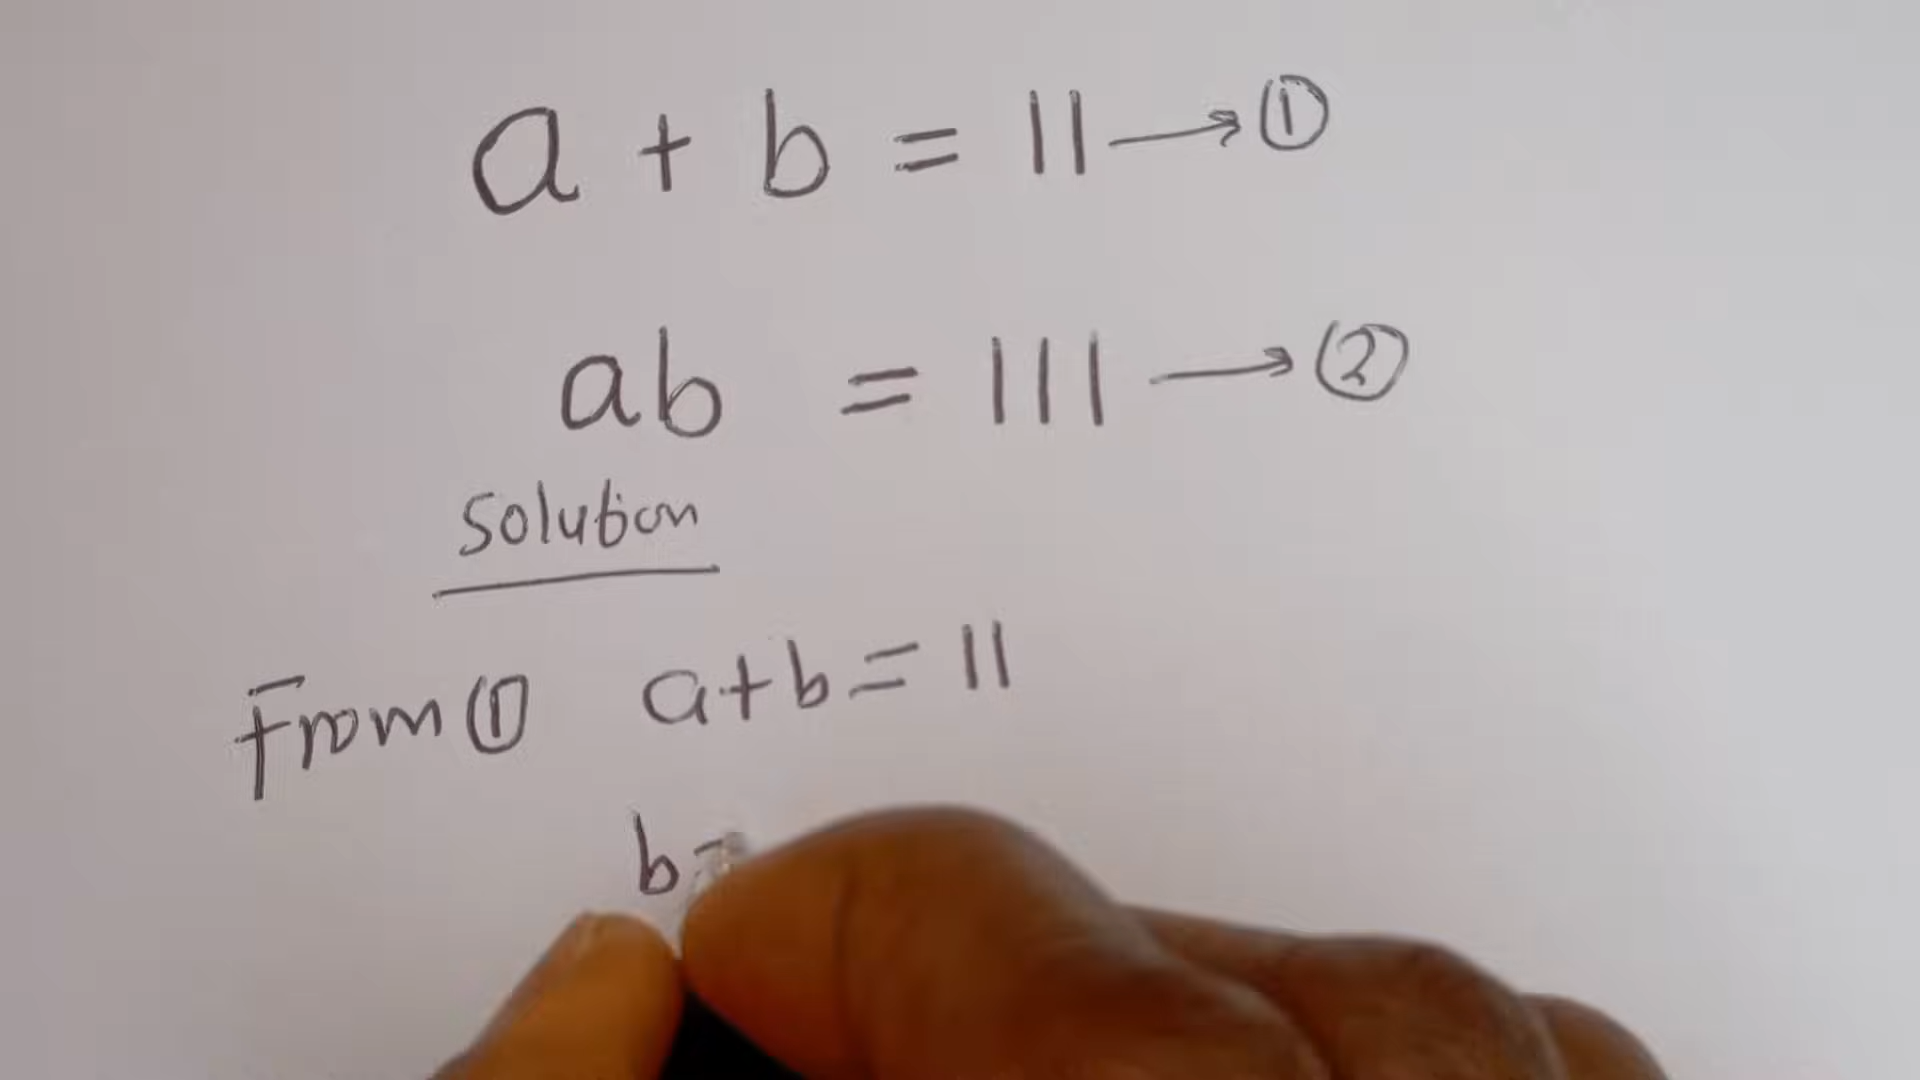 a + b = 11 → ①
ab = 111 → ②
Solution
From ① a+b = 11
b=